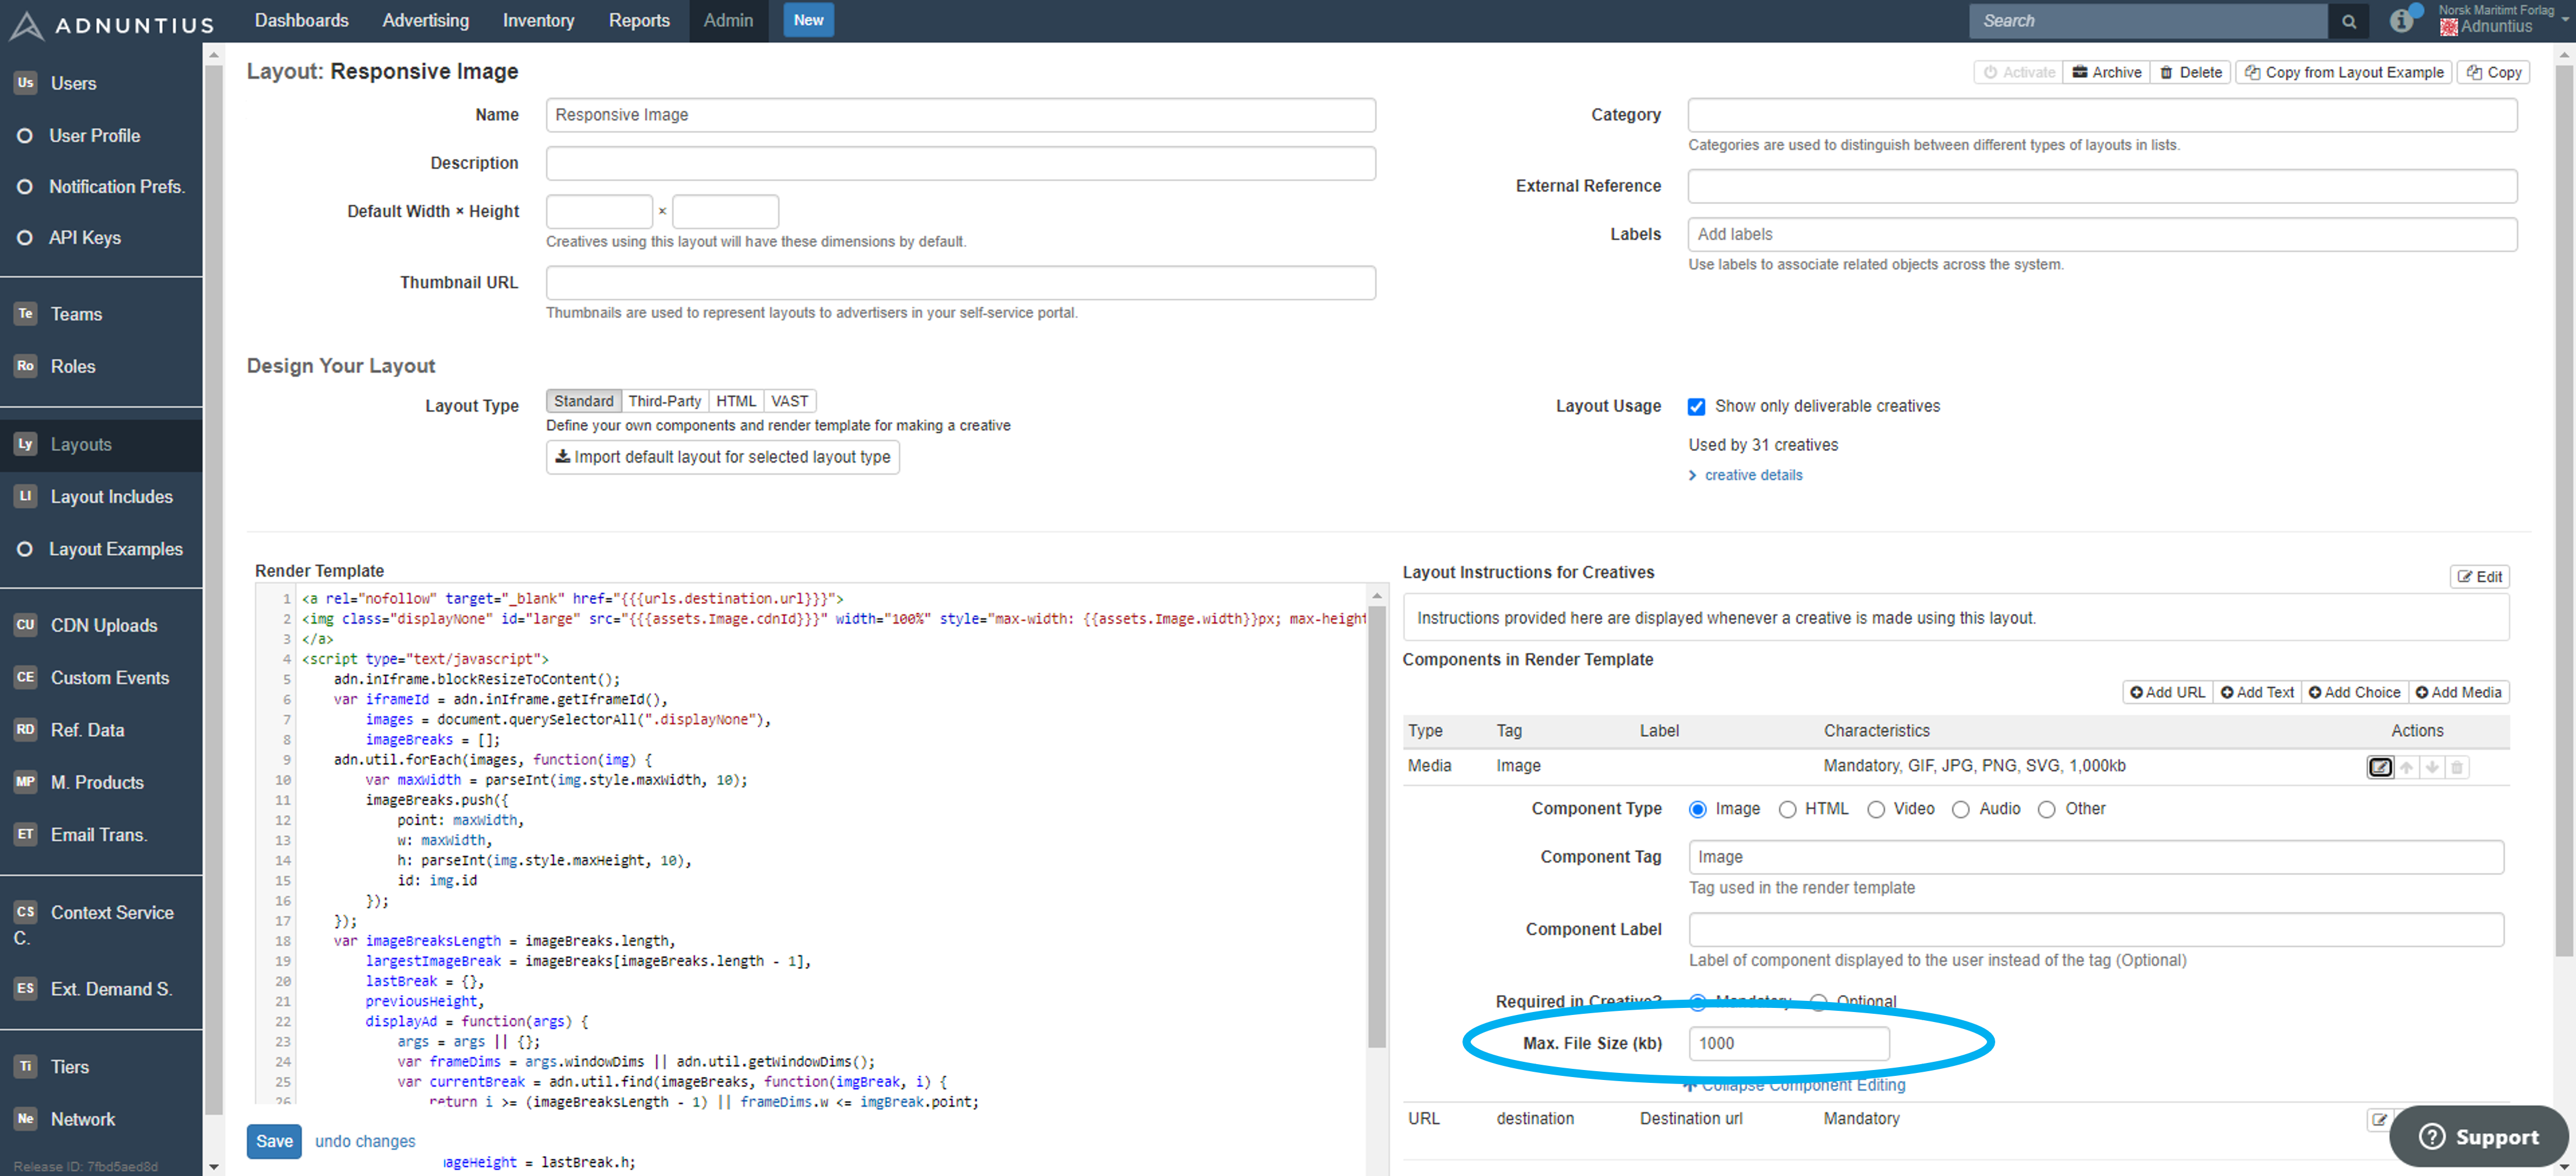 ADNUNTIUS
Dashboards
Advertising
Inventory
Reports
Admin
New
Search
Norsk Maritimt Forlag
Adnuntius
Us Users
User Profile
Notification Prefs.
API Keys
Te Teams
Ro Roles
Ly Layouts
LI Layout Includes
Layout Examples
CU CDN Uploads
CE Custom Events
RD Ref. Data
MP M. Products
ET Email Trans.
CS Context Service
C.
ES Ext. Demand S.
Ti Tiers
Ne Network
Release ID: 7fbd5aed8d
Layout: Responsive Image
Activate
Archive
Delete
Copy from Layout Example
Copy
Name
Responsive Image
Description
Default Width × Height
×
Creatives using this layout will have these dimensions by default.
Thumbnail URL
Thumbnails are used to represent layouts to advertisers in your self-service portal.
Category
Categories are used to distinguish between different types of layouts in lists.
External Reference
Labels
Add labels
Use labels to associate related objects across the system.
Design Your Layout
Layout Type
Standard Third-Party HTML VAST
Define your own components and render template for making a creative
Import default layout for selected layout type
Layout Usage
Show only deliverable creatives
Used by 31 creatives
creative details
Render Template
1 <a rel="nofollow" target="_blank" href="{{{urls.destination.url}}}">
2 <img class="displayNone" id="large" src="{{{assets.Image.cdnId}}}" width="100%" style="max-width: {{assets.Image.width}}px; max-height
3 </a>
4 <script type="text/javascript">
5 adn.inIframe.blockResizeToContent();
6 var iframeId = adn.inIframe.getIframeId(),
7 images = document.querySelectorAll(".displayNone"),
8 imageBreaks = [];
9 adn.util.forEach(images, function(img) {
10 var maxWidth = parseInt(img.style.maxWidth, 10);
11 imageBreaks.push({
12 point: maxWidth,
13 w: maxWidth,
14 h: parseInt(img.style.maxHeight, 10),
15 id: img.id
16 });
17 });
18 var imageBreaksLength = imageBreaks.length,
19 largestImageBreak = imageBreaks[imageBreaks.length - 1],
20 lastBreak = {},
21 previousHeight,
22 displayAd = function(args) {
23 args = args || {};
24 var frameDims = args.windowDims || adn.util.getWindowDims();
25 var currentBreak = adn.util.find(imageBreaks, function(imgBreak, i) {
26 return i >= (imageBreaksLength - 1) || frameDims.w <= imgBreak.point;
ageHeight = lastBreak.h;
Save
undo changes
Layout Instructions for Creatives
Edit
Instructions provided here are displayed whenever a creative is made using this layout.
Components in Render Template
Add URL Add Text Add Choice Add Media
Type Tag Label Characteristics Actions
Media Image Mandatory, GIF, JPG, PNG, SVG, 1,000kb
Component Type Image HTML Video Audio Other
Component Tag
Image
Tag used in the render template
Component Label
Label of component displayed to the user instead of the tag (Optional)
Required in Creative? Mandatory Optional
Max. File Size (kb)
1000
Collapse Component Editing
URL destination Destination url Mandatory
Support